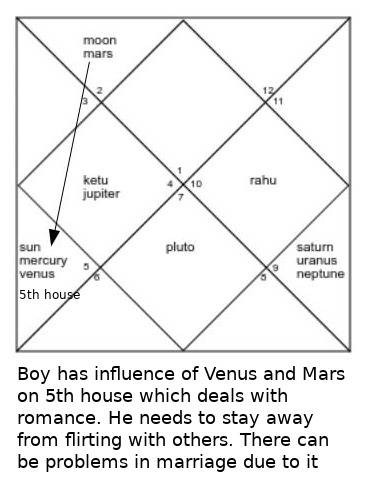 moon
mars
2
3
12
11
ketu
jupiter
1
4 10
7
rahu
sun
mercury
venus
5
6
5th house
pluto
saturn
uranus
neptune
9
8
Boy has influence of Venus and Mars
on 5th house which deals with
romance. He needs to stay away
from flirting with others. There can
be problems in marriage due to it